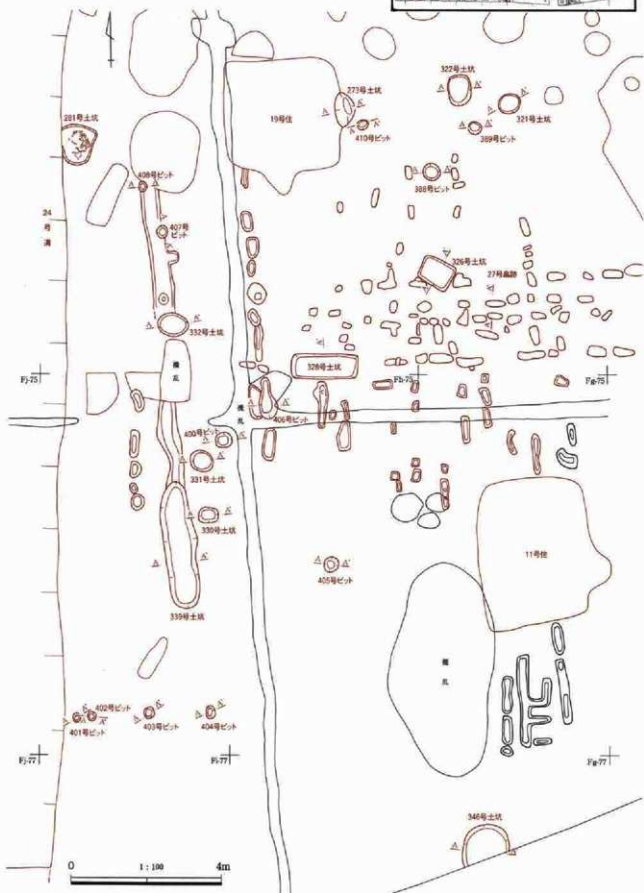 322号土坑
273号土坑
19号住
321号土坑
281号土坑
410号ピット
389号ピット
408号ピット
388号ピット
24号溝
407号
ピット
326号土坑
27号畠跡
332号土坑
328号土坑
Fj-75
攪乱
Fh-75
Fg-75
攪乱
400号ピット
406号ピット
331号土坑
330号土坑
11号住
405号ピット
339号土坑
攪乱
402号ピット
401号ピット
403号ピット
404号ピット
Fj-77
Fi-77
Fg-77
346号土坑
0
1:100
4m